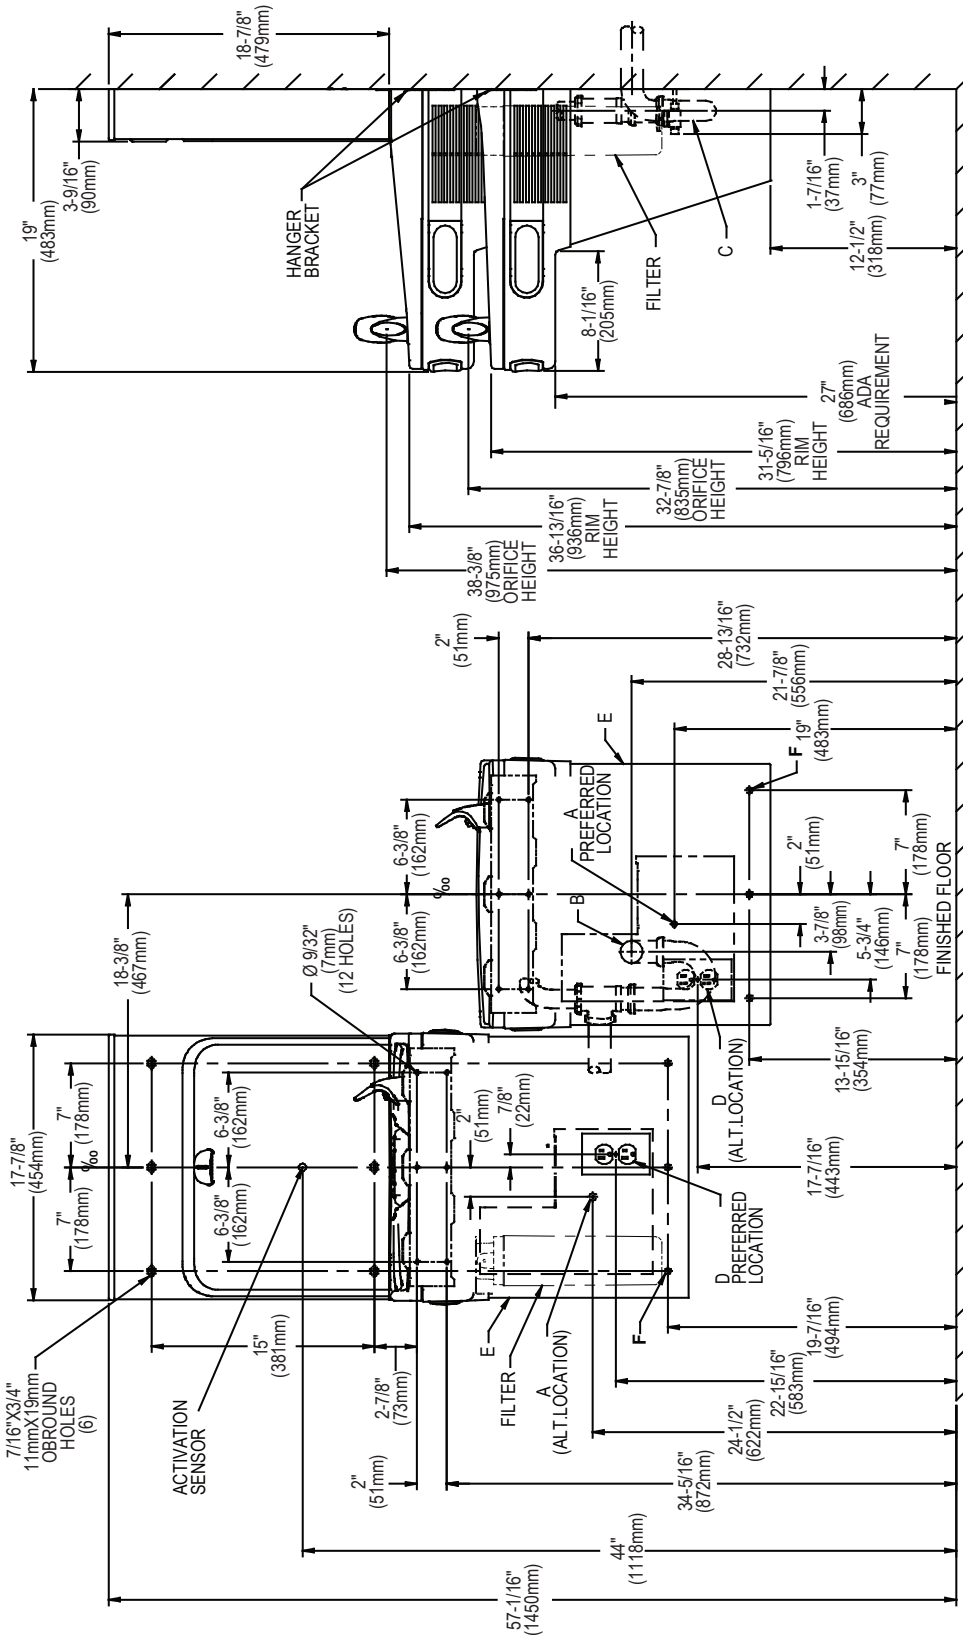 7/16"X3/4"
11mmX19mm
OBROUND
HOLES
(6)
ACTIVATION
SENSOR
57-1/16"
(1450mm)
44"
(1118mm)
34-5/16"
(872mm)
24-1/2"
(622mm)
22-15/16"
(583mm)
19-7/16"
(494mm)
2"
(51mm)
2-7/8"
(73mm)
15"
(381mm)
17-7/8"
(454mm)
7"
(178mm)
7"
(178mm)
‰
6-3/8"
(162mm)
6-3/8"
(162mm)
18-3/8"
(467mm)
Ø 9/32"
(7mm)
(12 HOLES)
2"
(51mm)
7/8"
(22mm)
E
FILTER
A
(ALT.LOCATION)
F
D
PREFERRED
LOCATION
17-7/16"
(443mm)
D
(ALT.LOCATION)
13-15/16"
(354mm)
6-3/8"
(162mm)
6-3/8"
(162mm)
‰
B
A
PREFERRED
LOCATION
E
F
2"
(51mm)
3-7/8"
(98mm)
5-3/4"
(146mm)
7"
(178mm)
7"
(178mm)
FINISHED FLOOR
2"
(51mm)
28-13/16"
(732mm)
21-7/8"
(556mm)
19"
(483mm)
38-3/8"
(975mm)
ORIFICE
HEIGHT
36-13/16"
(936mm)
RIM
HEIGHT
32-7/8"
(835mm)
ORIFICE
HEIGHT
31-5/16"
(796mm)
RIM
HEIGHT
27"
(686mm)
ADA
REQUIREMENT
19"
(483mm)
3-9/16"
(90mm)
18-7/8"
(479mm)
HANGER
BRACKET
8-1/16"
(205mm)
FILTER
C
1-7/16"
(37mm)
3"
(77mm)
12-1/2"
(318mm)